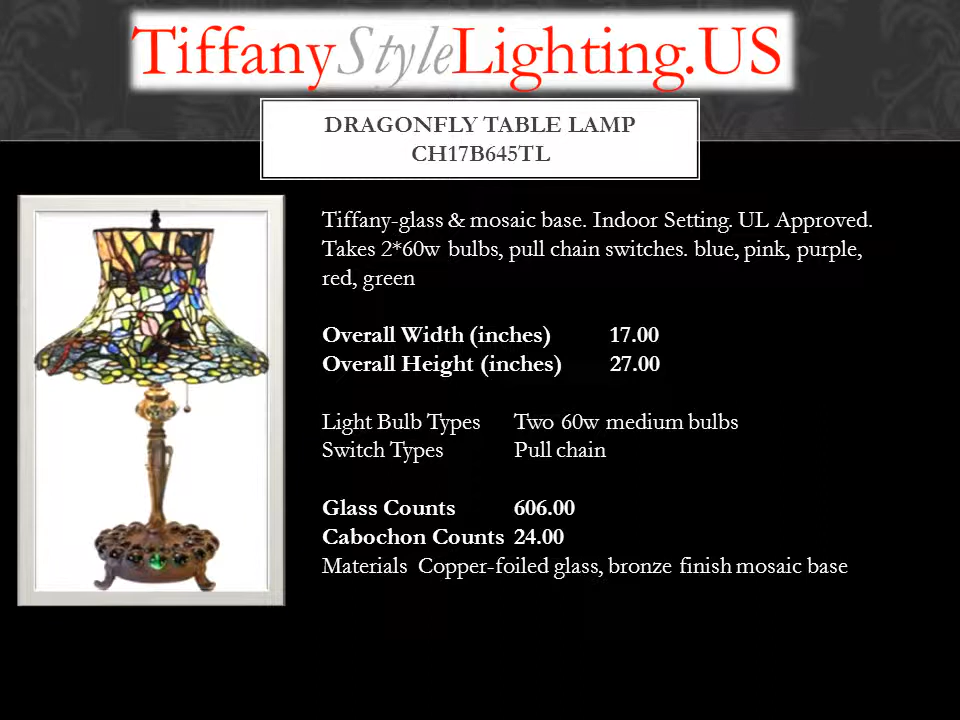 TiffanyStyleLighting.US
DRAGONFLY TABLE LAMP
CH17B645TL
Tiffany-glass & mosaic base. Indoor Setting. UL Approved.
Takes 2*60w bulbs, pull chain switches. blue, pink, purple,
red, green
Overall Width (inches) 17.00
Overall Height (inches) 27.00
Light Bulb Types Two 60w medium bulbs
Switch Types Pull chain
Glass Counts 606.00
Cabochon Counts 24.00
Materials Copper-foiled glass, bronze finish mosaic base